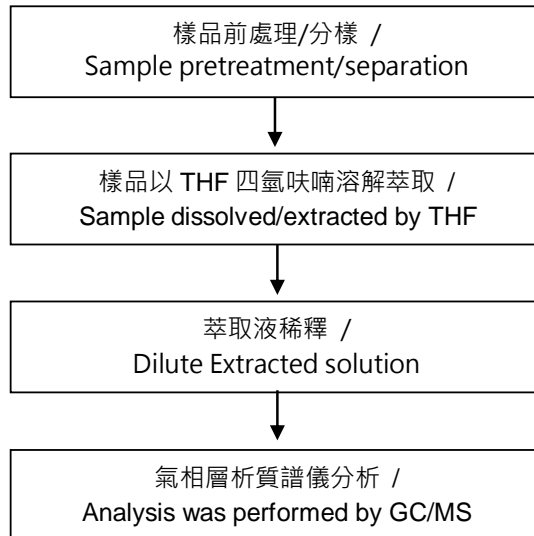 樣品前處理/分樣 /
Sample pretreatment/separation
樣品以 THF 四氫呋喃溶解萃取 /
Sample dissolved/extracted by THF
萃取液稀釋 /
Dilute Extracted solution
氣相層析質譜儀分析 /
Analysis was performed by GC/MS